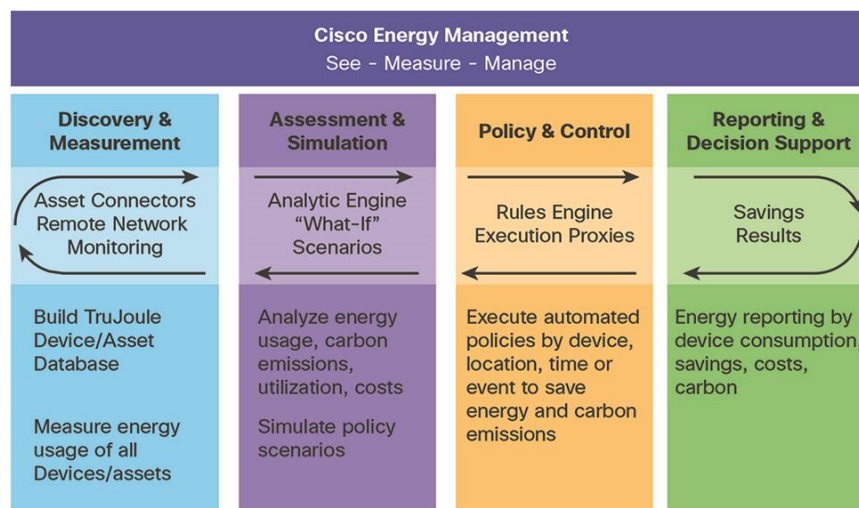 Cisco Energy Management
See - Measure - Manage
Discovery &
Measurement
Asset Connectors
Remote Network
Monitoring
Build TruJoule
Device/Asset
Database
Measure energy
usage of all
Devices/assets
Assessment &
Simulation
Analytic Engine
“What-If”
Scenarios
Analyze energy
usage, carbon
emissions,
utilization, costs
Simulate policy
scenarios
Policy & Control
Rules Engine
Execution Proxies
Execute automated
policies by device,
location, time or
event to save
energy and carbon
emissions
Reporting &
Decision Support
Savings
Results
Energy reporting by
device consumption,
savings, costs,
carbon